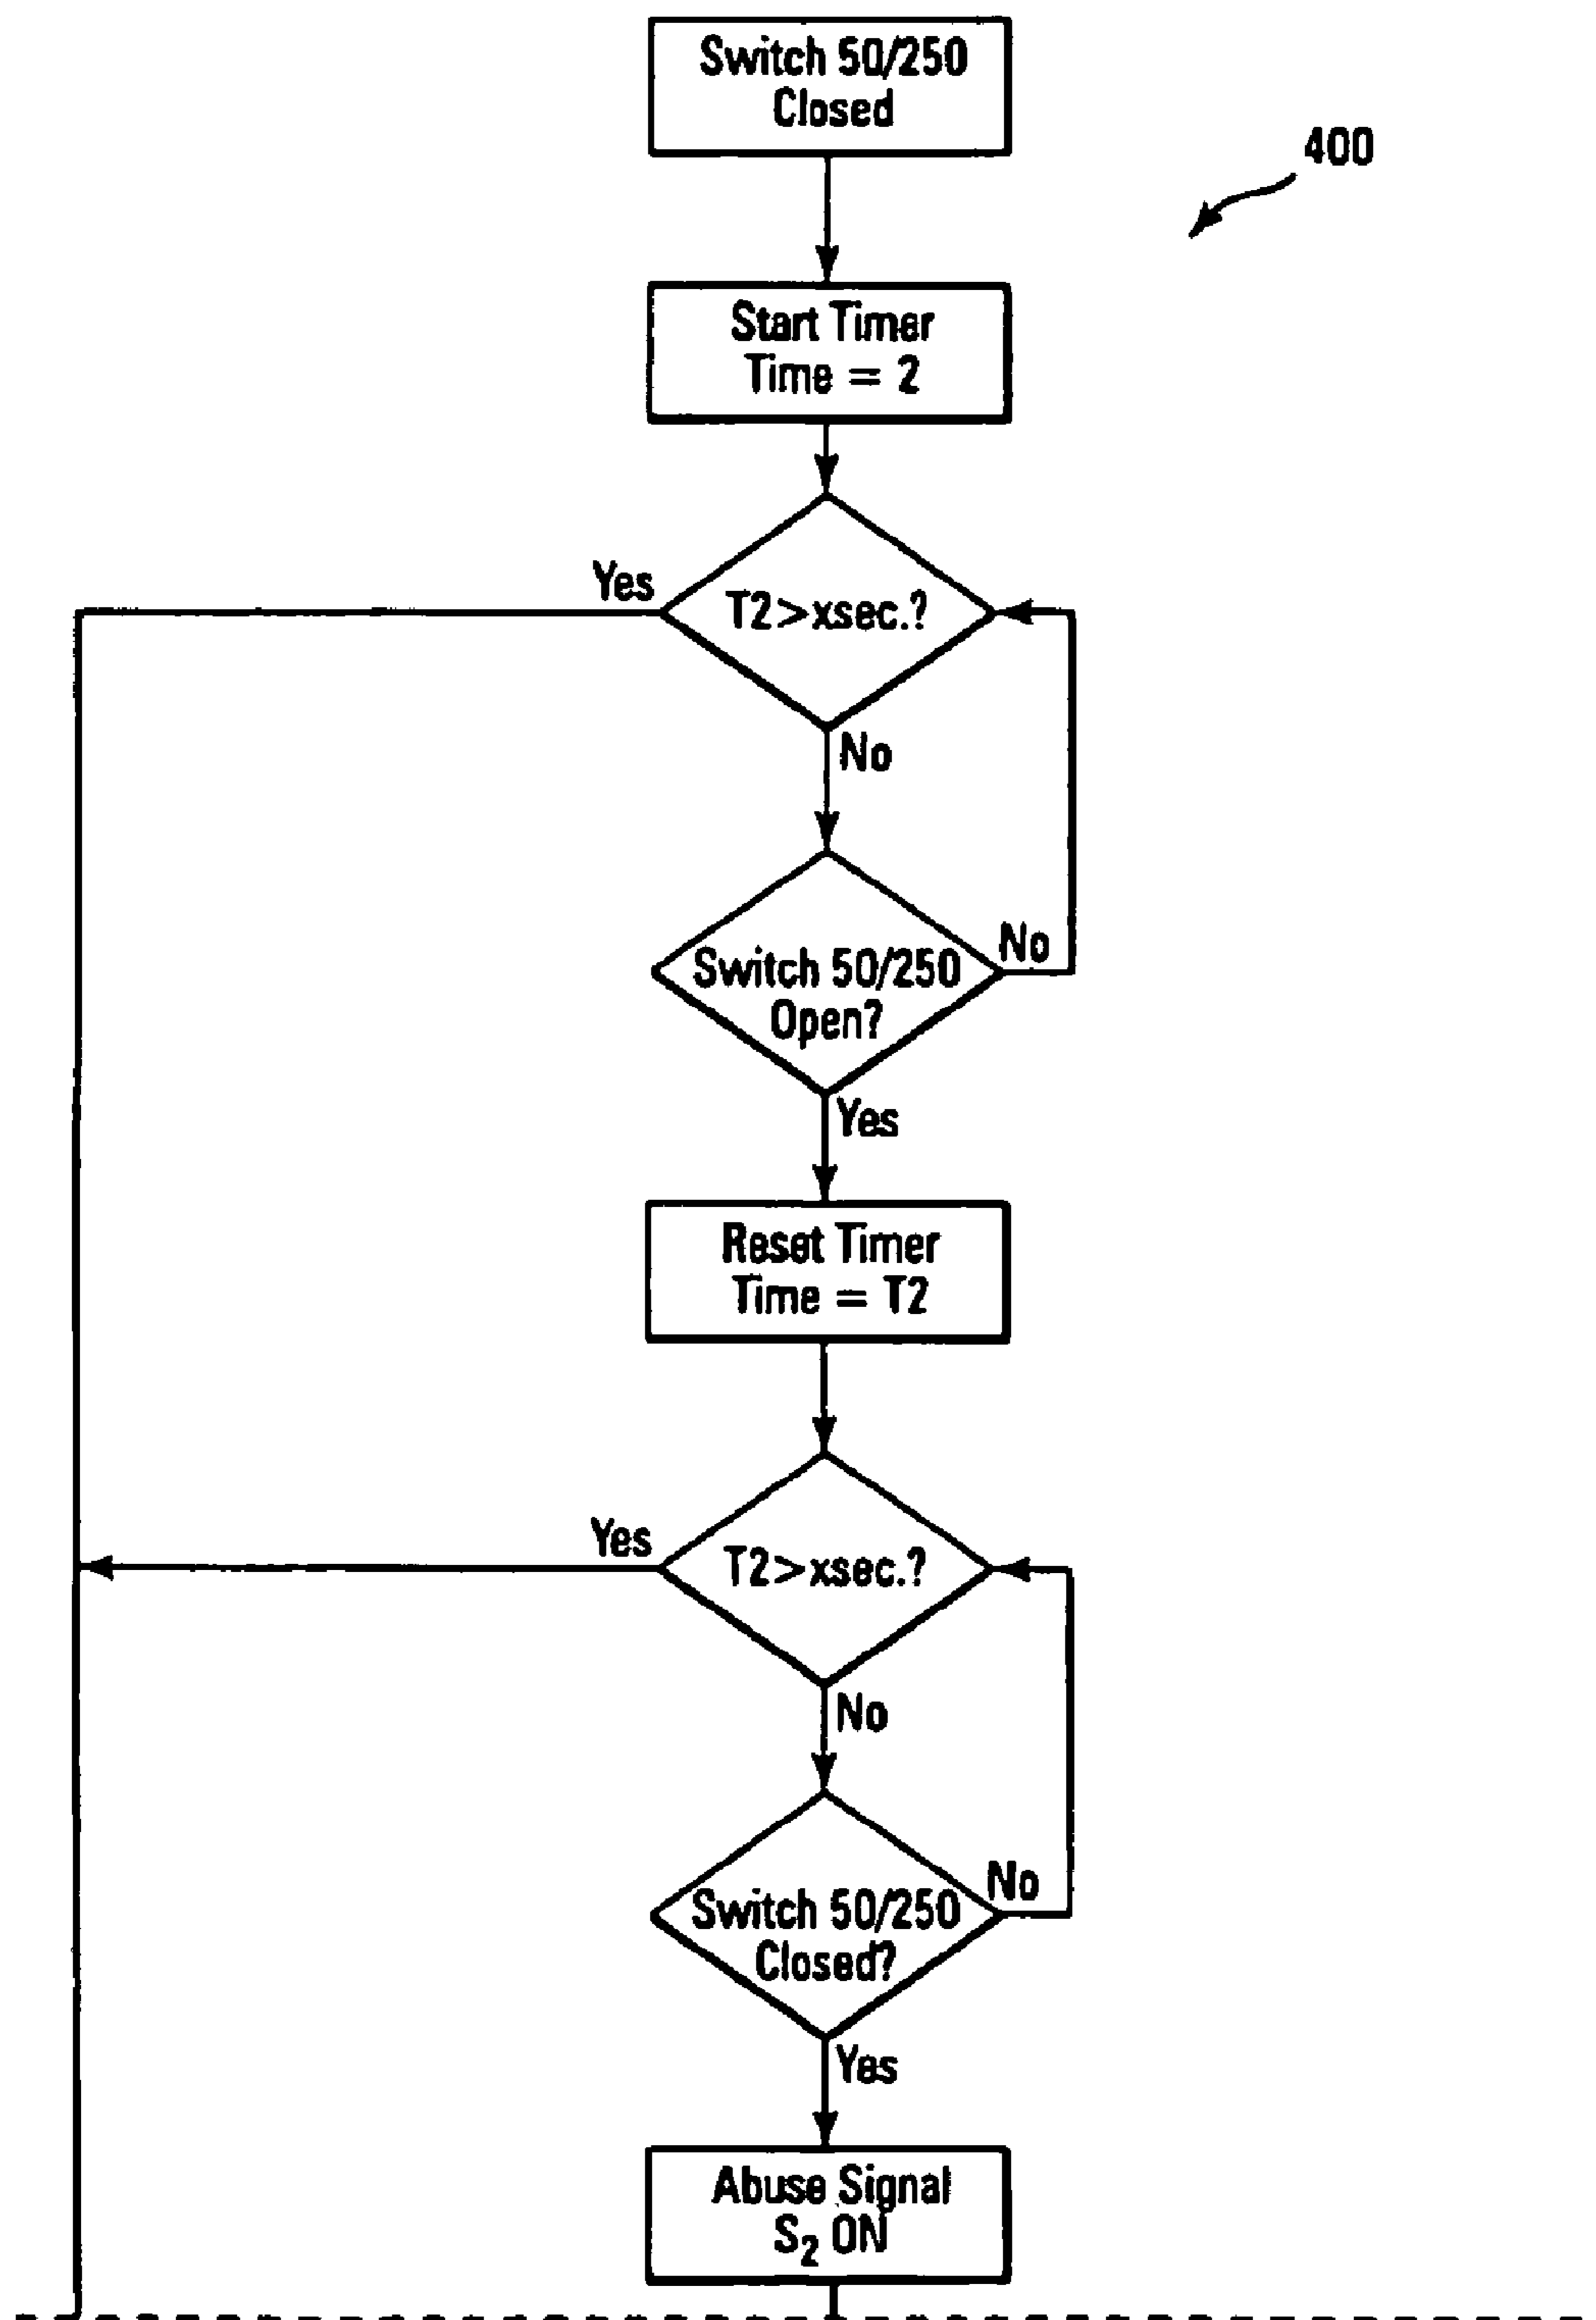 Switch 50/250
Closed
400
Start Timer
Time = 2
Yes
T2>xsec.?
No
Switch 50/250
Open?
No
Yes
Reset Timer
Time = T2
Yes
T2>xsec.?
No
Switch 50/250
Closed?
No
Yes
Abuse Signal
S₂ ON